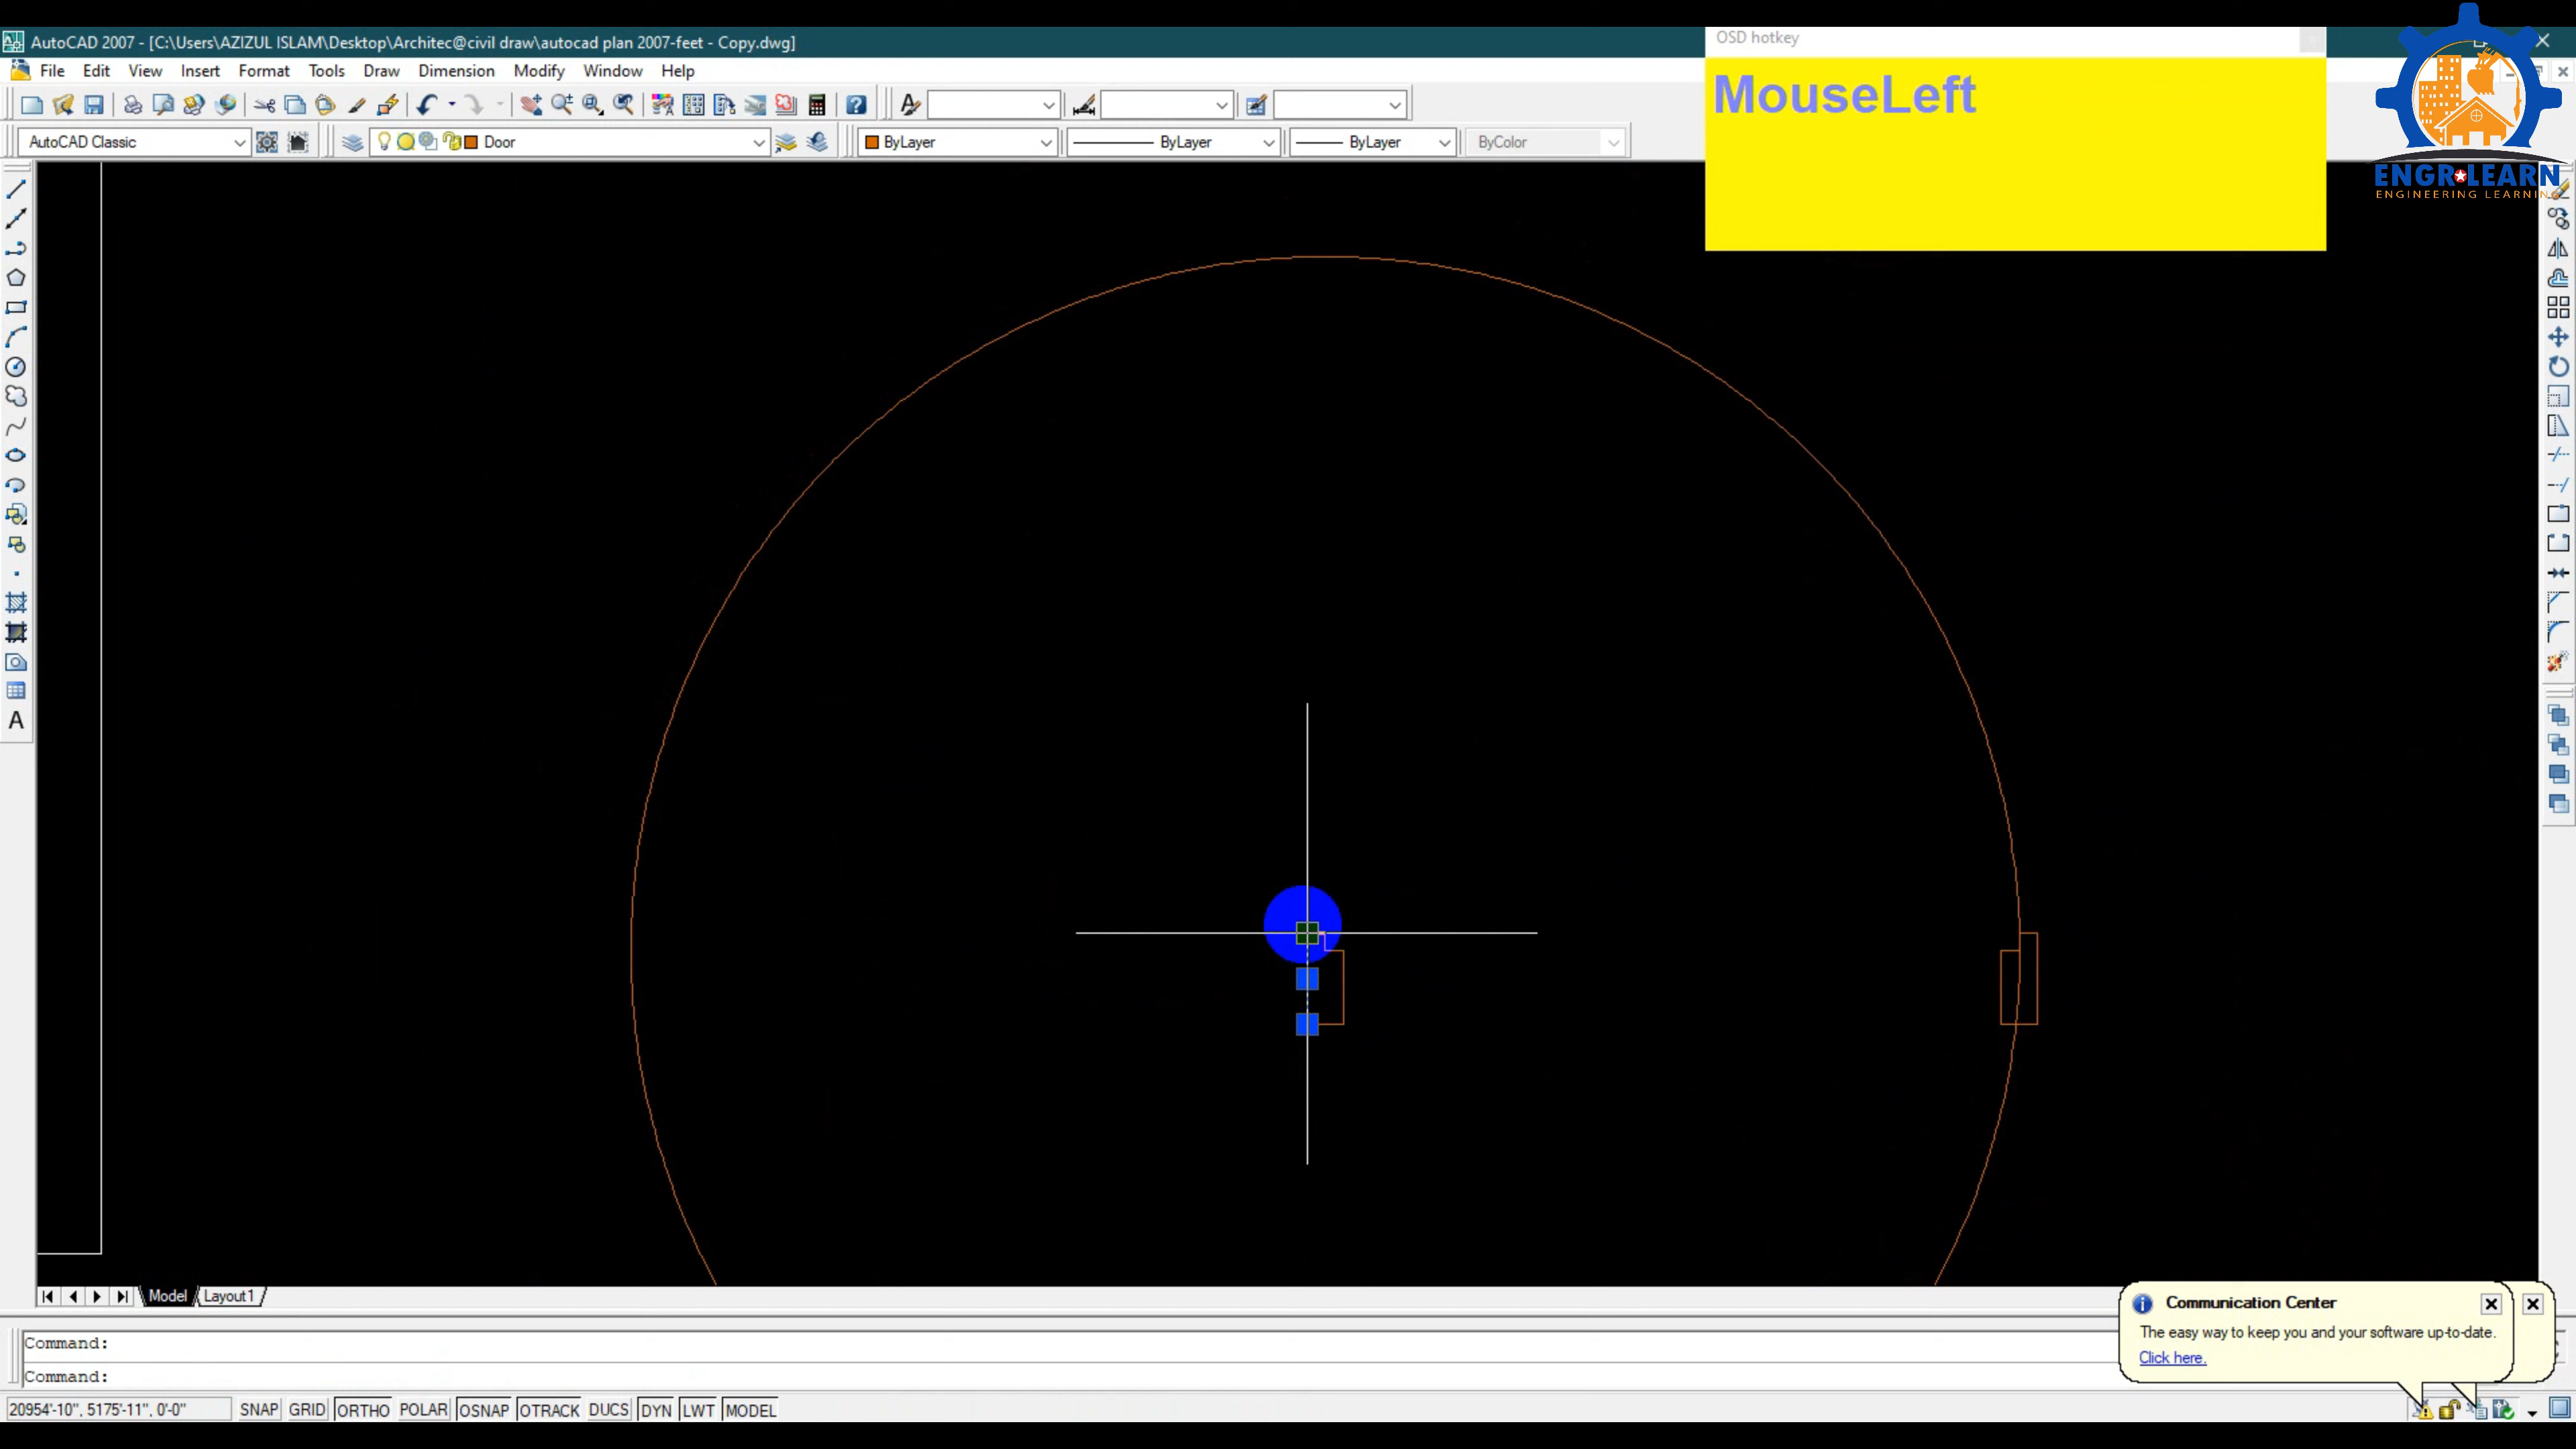 AutoCAD 2007 - [C:\Users\AZIZUL ISLAM\Desktop\Architec@civil draw\autocad plan 2007-feet - Copy.dwg]
OSD hotkey
File Edit View Insert Format Tools Draw Dimension Modify Window Help
MouseLeft
AutoCAD Classic
Door
ByLayer
ByLayer
ByLayer
ByColor
ENGR LEARN
ENGINEERING LEARNING
A
Model Layout1
Communication Center
The easy way to keep you and your software up-to-date.
Click here.
Command:
Command:
20954'-10", 5175'-11", 0'-0" SNAP GRID ORTHO POLAR OSNAP OTRACK DUCS DYN LWT MODEL